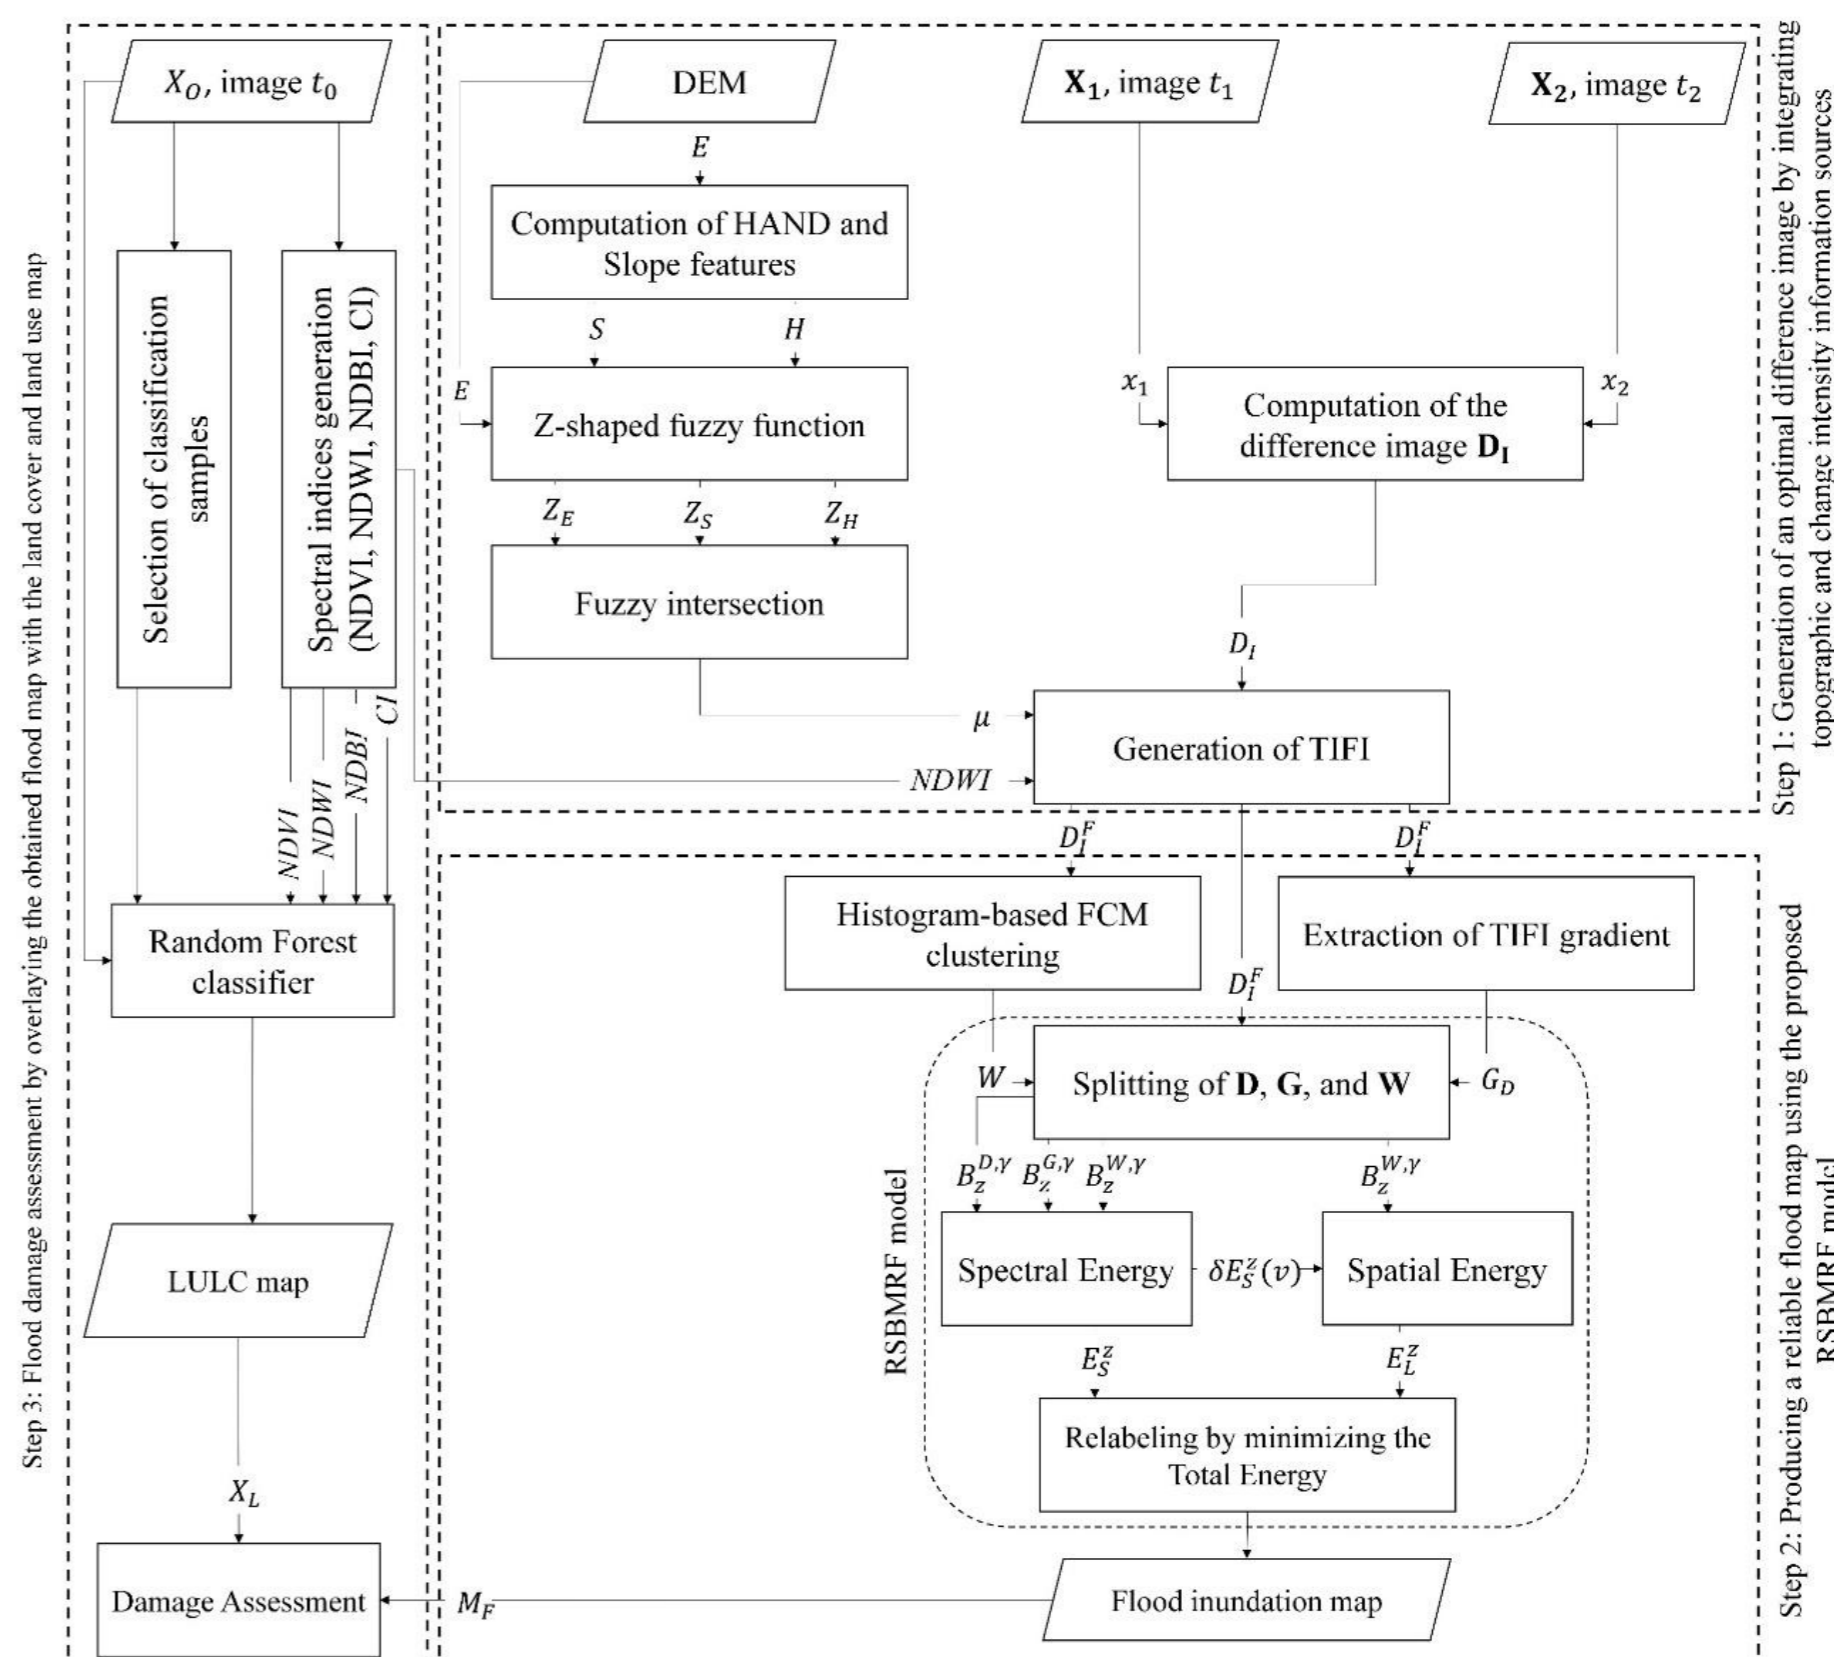 Step 3: Flood damage assessment by overlaying the obtained flood map with the land cover and land use map
X_O, image t_0
Selection of classification
samples
Spectral indices generation
(NDVI, NDWI, NDBI, CI)
NDVI
NDWI
NDBI
CI
Random Forest
classifier
LULC map
X_L
Damage Assessment
Step 1: Generation of an optimal difference image by integrating
topographic and change intensity information sources
DEM
X_1, image t_1
X_2, image t_2
E
Computation of HAND and
Slope features
S
H
E
Z-shaped fuzzy function
x_1
Computation of the
difference image D_I
x_2
Z_E
Z_S
Z_H
Fuzzy intersection
D_I
μ
Generation of TIFI
NDWI
Step 2: Producing a reliable flood map using the proposed
RSBMRF model
D_I^F
D_I^F
Histogram-based FCM
clustering
Extraction of TIFI gradient
D_I^F
W
Splitting of D, G, and W
G_D
RSBMRF model
B_z^{D,γ}
B_z^{G,γ}
B_z^{W,γ}
B_z^{W,γ}
Spectral Energy
δE_S^z(v)
Spatial Energy
E_S^z
E_L^z
Relabeling by minimizing the
Total Energy
Flood inundation map
M_F